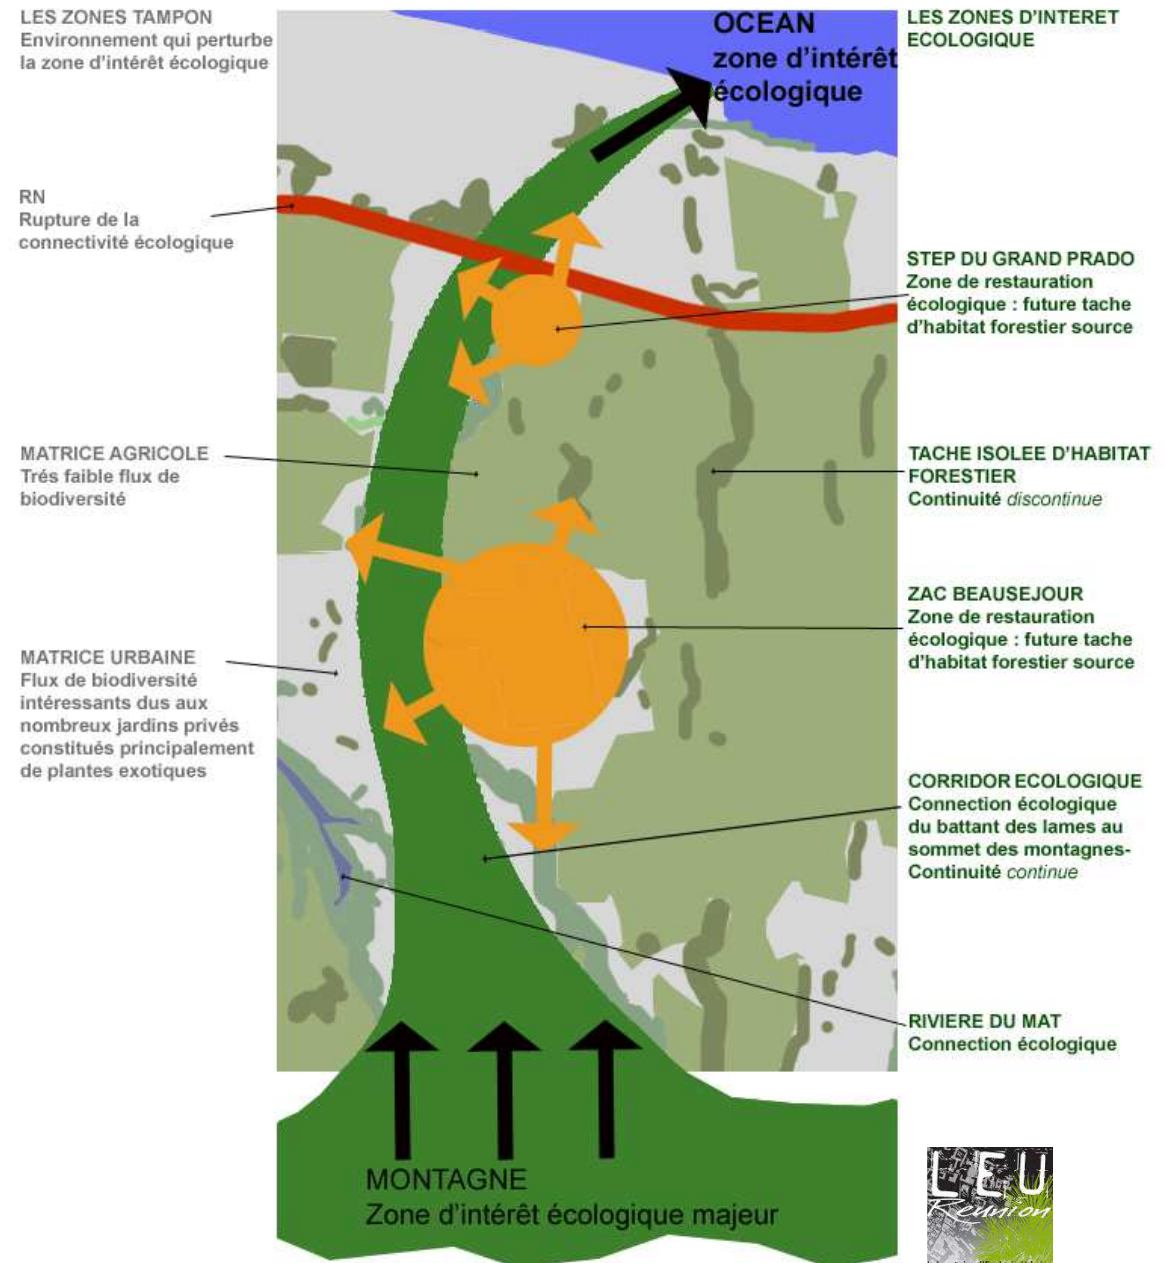 LES ZONES TAMPON
Environnement qui perturbe
la zone d'intérêt écologique
RN
Rupture de la
connectivité écologique
MATRICE AGRICOLE
Trés faible flux de
biodiversité
MATRICE URBAINE
Flux de biodiversité
intéressants dus aux
nombreux jardins privés
constitués principalement
de plantes exotiques
OCEAN
zone d'intérêt
écologique
MONTAGNE
Zone d'intérêt écologique majeur
LES ZONES D'INTERET
ECOLOGIQUE
STEP DU GRAND PRADO
Zone de restauration
écologique : future tache
d'habitat forestier source
TACHE ISOLEE D'HABITAT
FORESTIER
Continuité discontinue
ZAC BEAUSEJOUR
Zone de restauration
écologique : future tache
d'habitat forestier source
CORRIDOR ECOLOGIQUE
Connection écologique
du battant des lames au
sommet des montagnes-
Continuité continue
RIVIERE DU MAT
Connection écologique
LEU
Reunion